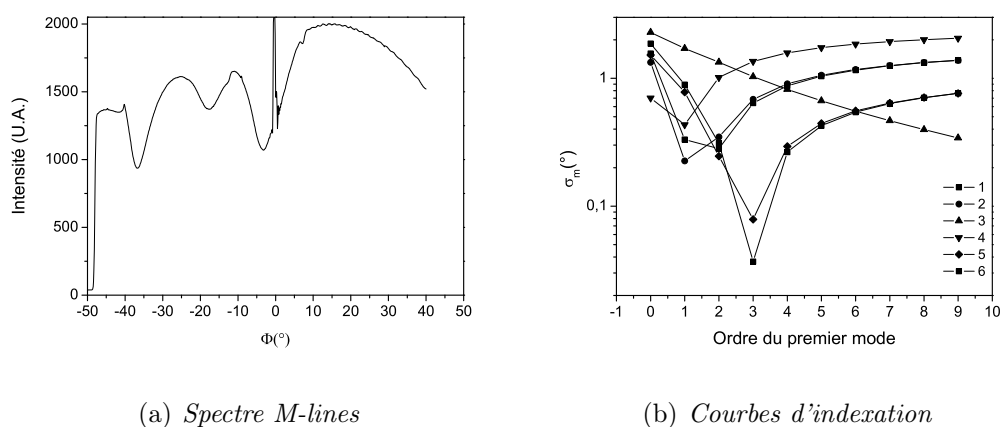 2000
1500
1000
500
0
Intensité (U.A.)
-50 -40 -30 -20 -10 0 10 20 30 40 50
Φ(°)
(a) Spectre M-lines
1
0,1
σm(°)
1
2
3
4
5
6
-1 0 1 2 3 4 5 6 7 8 9 10
Ordre du premier mode
(b) Courbes d'indexation